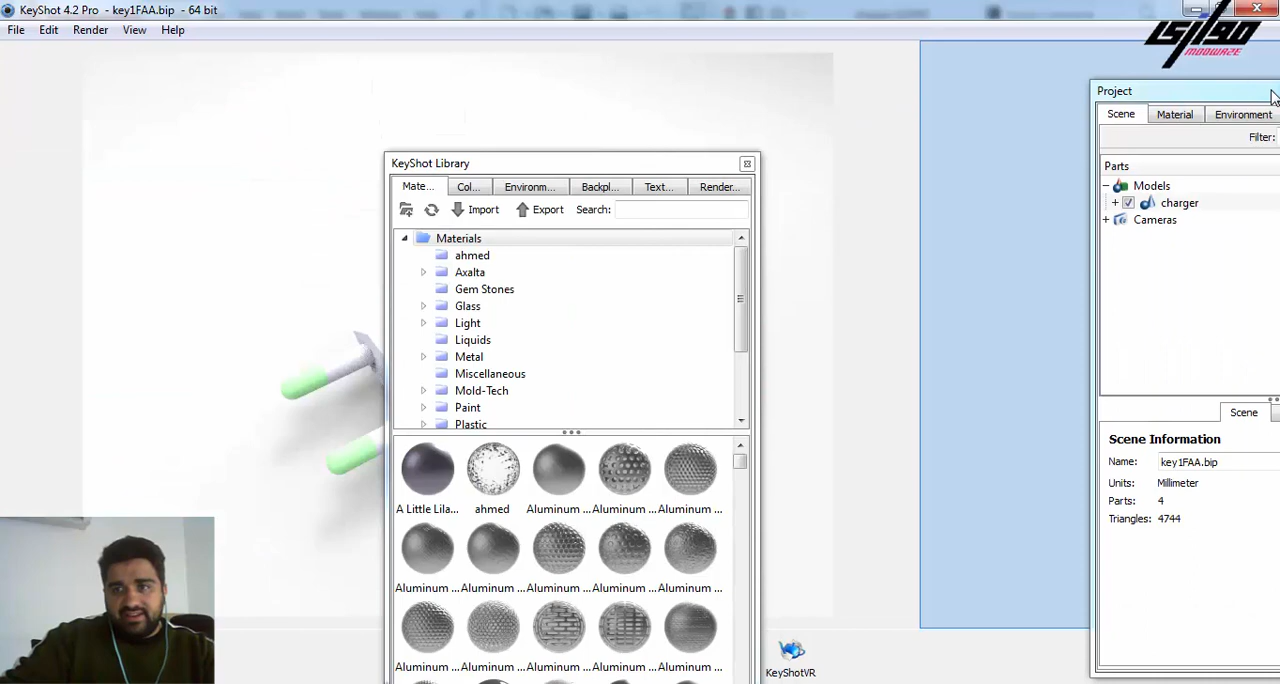 KeyShot 4.2 Pro - key1FAA.bip - 64 bit
File Edit Render View Help
Project
Scene Material Environment
Filter:
Parts
Models
charger
Cameras
KeyShot Library
Mate... Col... Environm... Backpl... Text... Render...
Import Export Search:
Materials
ahmed
Axalta
Gem Stones
Glass
Light
Liquids
Metal
Miscellaneous
Mold-Tech
Paint
Plastic
A Little Lila... ahmed Aluminum ... Aluminum ... Aluminum ...
Aluminum ... Aluminum ... Aluminum ... Aluminum ... Aluminum ...
Aluminum ... Aluminum ... Aluminum ... Aluminum ... Aluminum ...
Scene
Scene Information
Name: key1FAA.bip
Units: Millimeter
Parts: 4
Triangles: 4744
KeyShotVR